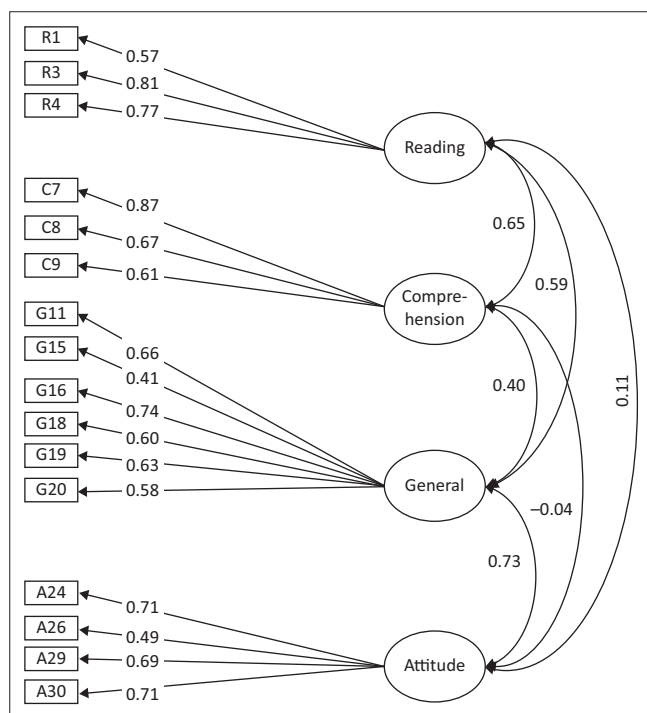 R1
0.57
R3
0.81
R4
0.77
Reading
C7
0.87
C8
0.67
C9
0.61
0.65
0.59
Compre-
hension
G11
0.66
G15
0.41
G16
0.74
G18
0.60
G19
0.63
G20
0.58
0.40
0.11
General
–0.04
0.73
A24
0.71
A26
0.49
A29
0.69
A30
0.71
Attitude